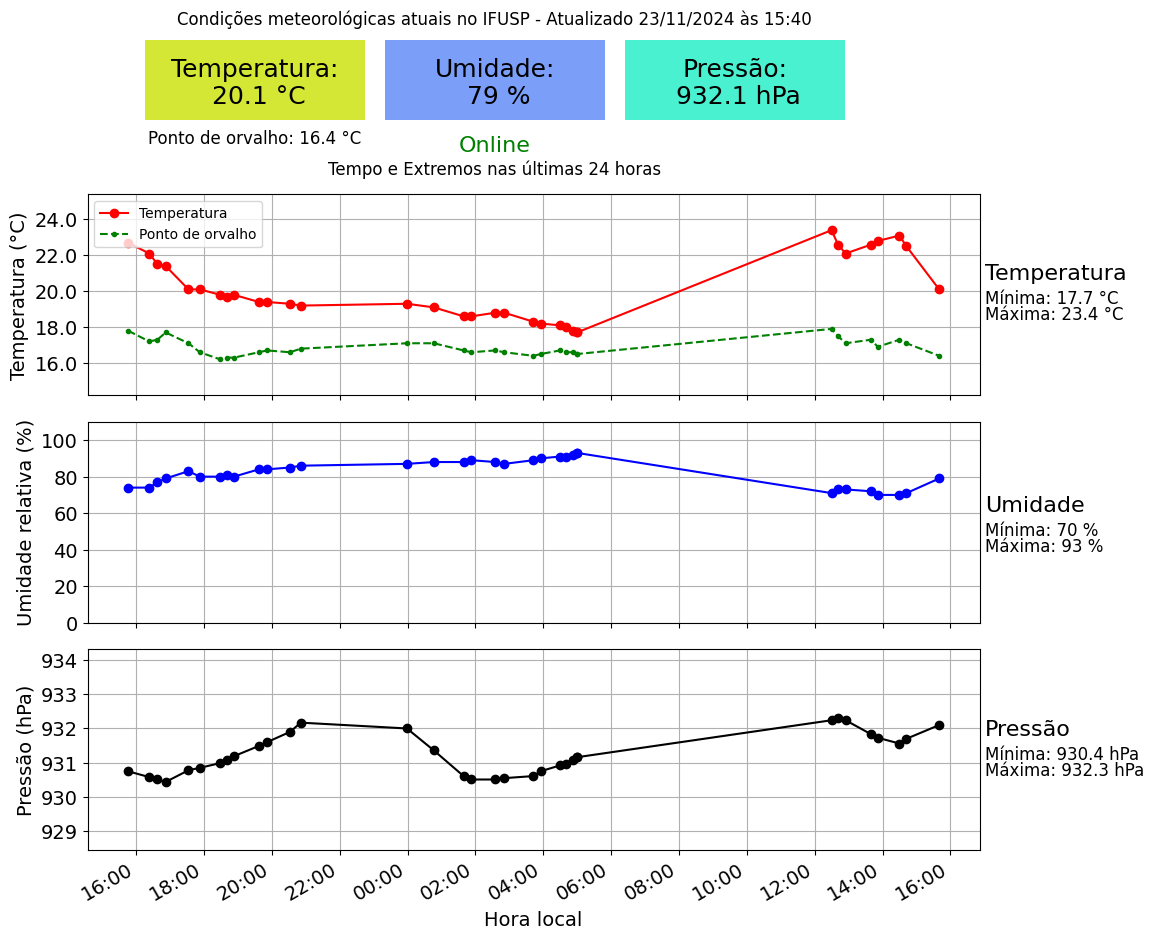 Condições meteorológicas atuais no IFUSP - Atualizado 23/11/2024 às 15:40
Temperatura:
20.1 °C
Umidade:
79 %
Pressão:
932.1 hPa
Ponto de orvalho: 16.4 °C
Online
Tempo e Extremos nas últimas 24 horas
Temperatura (°C)
24.0
22.0
20.0
18.0
16.0
Temperatura
Ponto de orvalho
Temperatura
Mínima: 17.7 °C
Máxima: 23.4 °C
Umidade relativa (%)
100
80
60
40
20
0
Umidade
Mínima: 70 %
Máxima: 93 %
Pressão (hPa)
934
933
932
931
930
929
Pressão
Mínima: 930.4 hPa
Máxima: 932.3 hPa
16:00 18:00 20:00 22:00 00:00 02:00 04:00 06:00 08:00 10:00 12:00 14:00 16:00
Hora local